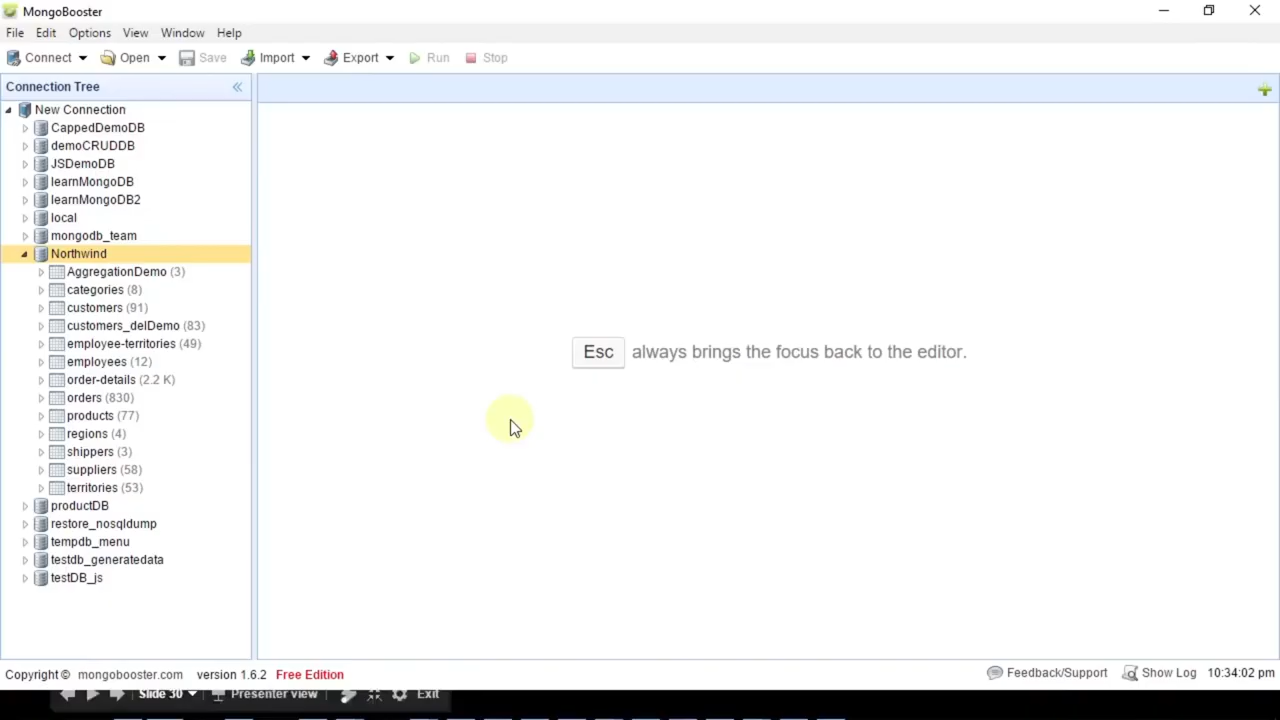 MongoBooster
File Edit Options View Window Help
Connect Open Save Import Export Run Stop
Connection Tree
New Connection
CappedDemoDB
demoCRUDDB
JSDemoDB
learnMongoDB
learnMongoDB2
local
mongodb_team
Northwind
AggregationDemo (3)
categories (8)
customers (91)
customers_delDemo (83)
employee-territories (49)
employees (12)
order-details (2.2 K)
orders (830)
products (77)
regions (4)
shippers (3)
suppliers (58)
territories (53)
productDB
restore_nosqldump
tempdb_menu
testdb_generatedata
testDB_js
Esc always brings the focus back to the editor.
Copyright © mongobooster.com version 1.6.2 Free Edition Feedback/Support Show Log 10:34:02 pm
Slide 30 Presenter view Exit